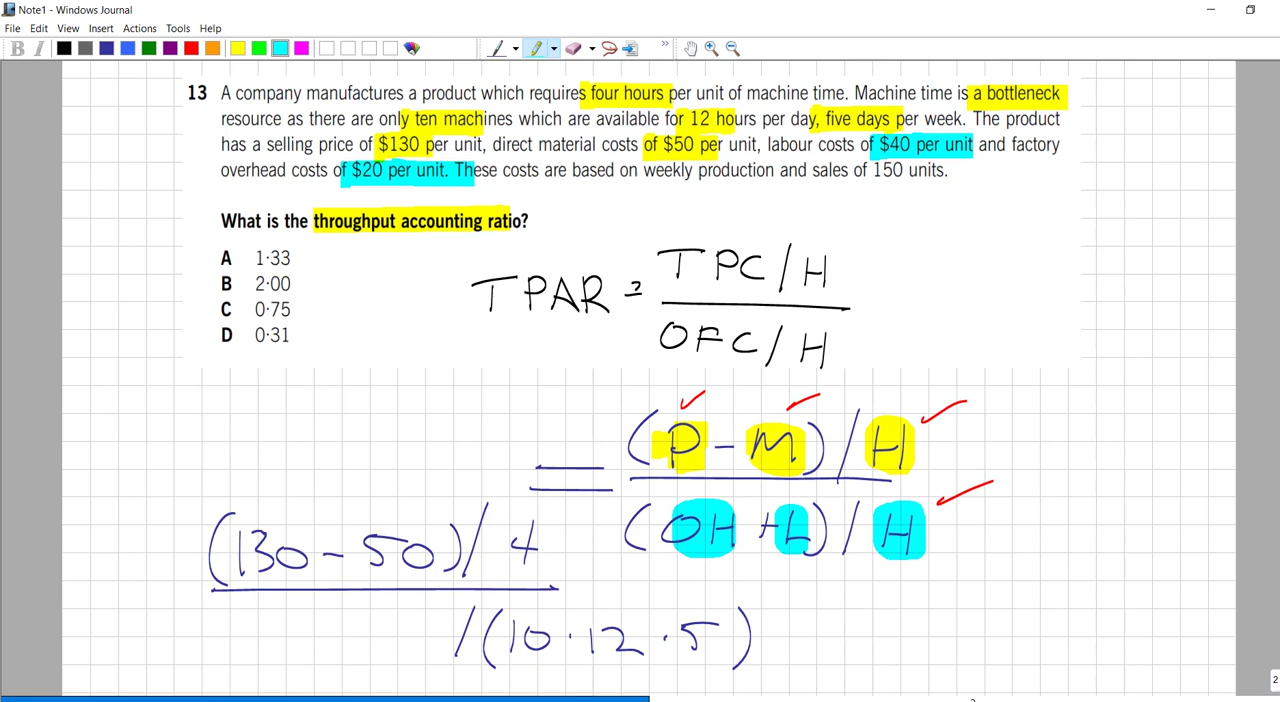 Note1 - Windows Journal
File Edit View Insert Actions Tools Help
B I
13 A company manufactures a product which requires four hours per unit of machine time. Machine time is a bottleneck
resource as there are only ten machines which are available for 12 hours per day, five days per week. The product
has a selling price of $130 per unit, direct material costs of $50 per unit, labour costs of $40 per unit and factory
overhead costs of $20 per unit. These costs are based on weekly production and sales of 150 units.
What is the throughput accounting ratio?
A 1·33
B 2·00
C 0·75
D 0·31
TPAR = TPC/H
OFC/H
= (P - M)/H
(OH + L)/H
(130 - 50)/4
/(10 · 12 · 5)
2